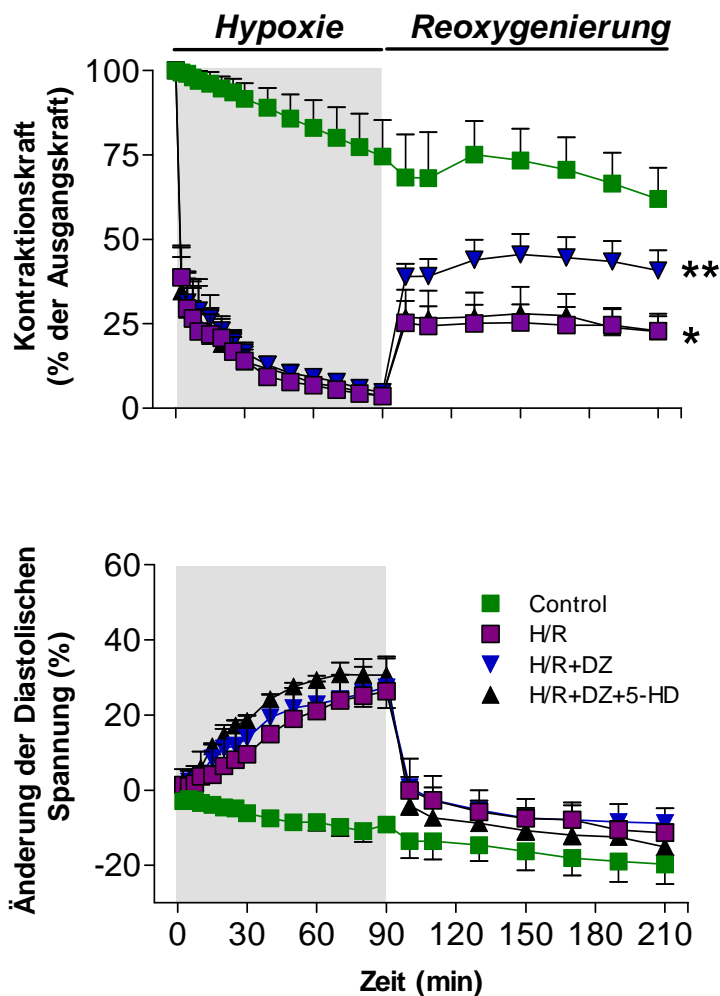 Hypoxie Reoxygenierung
Kontraktionskraft
(% der Ausgangskraft)
100
75
50
25
0
**
*
Änderung der Diastolischen
Spannung (%)
60
40
20
0
-20
Control
H/R
H/R+DZ
H/R+DZ+5-HD
0 30 60 90 120 150 180 210
Zeit (min)